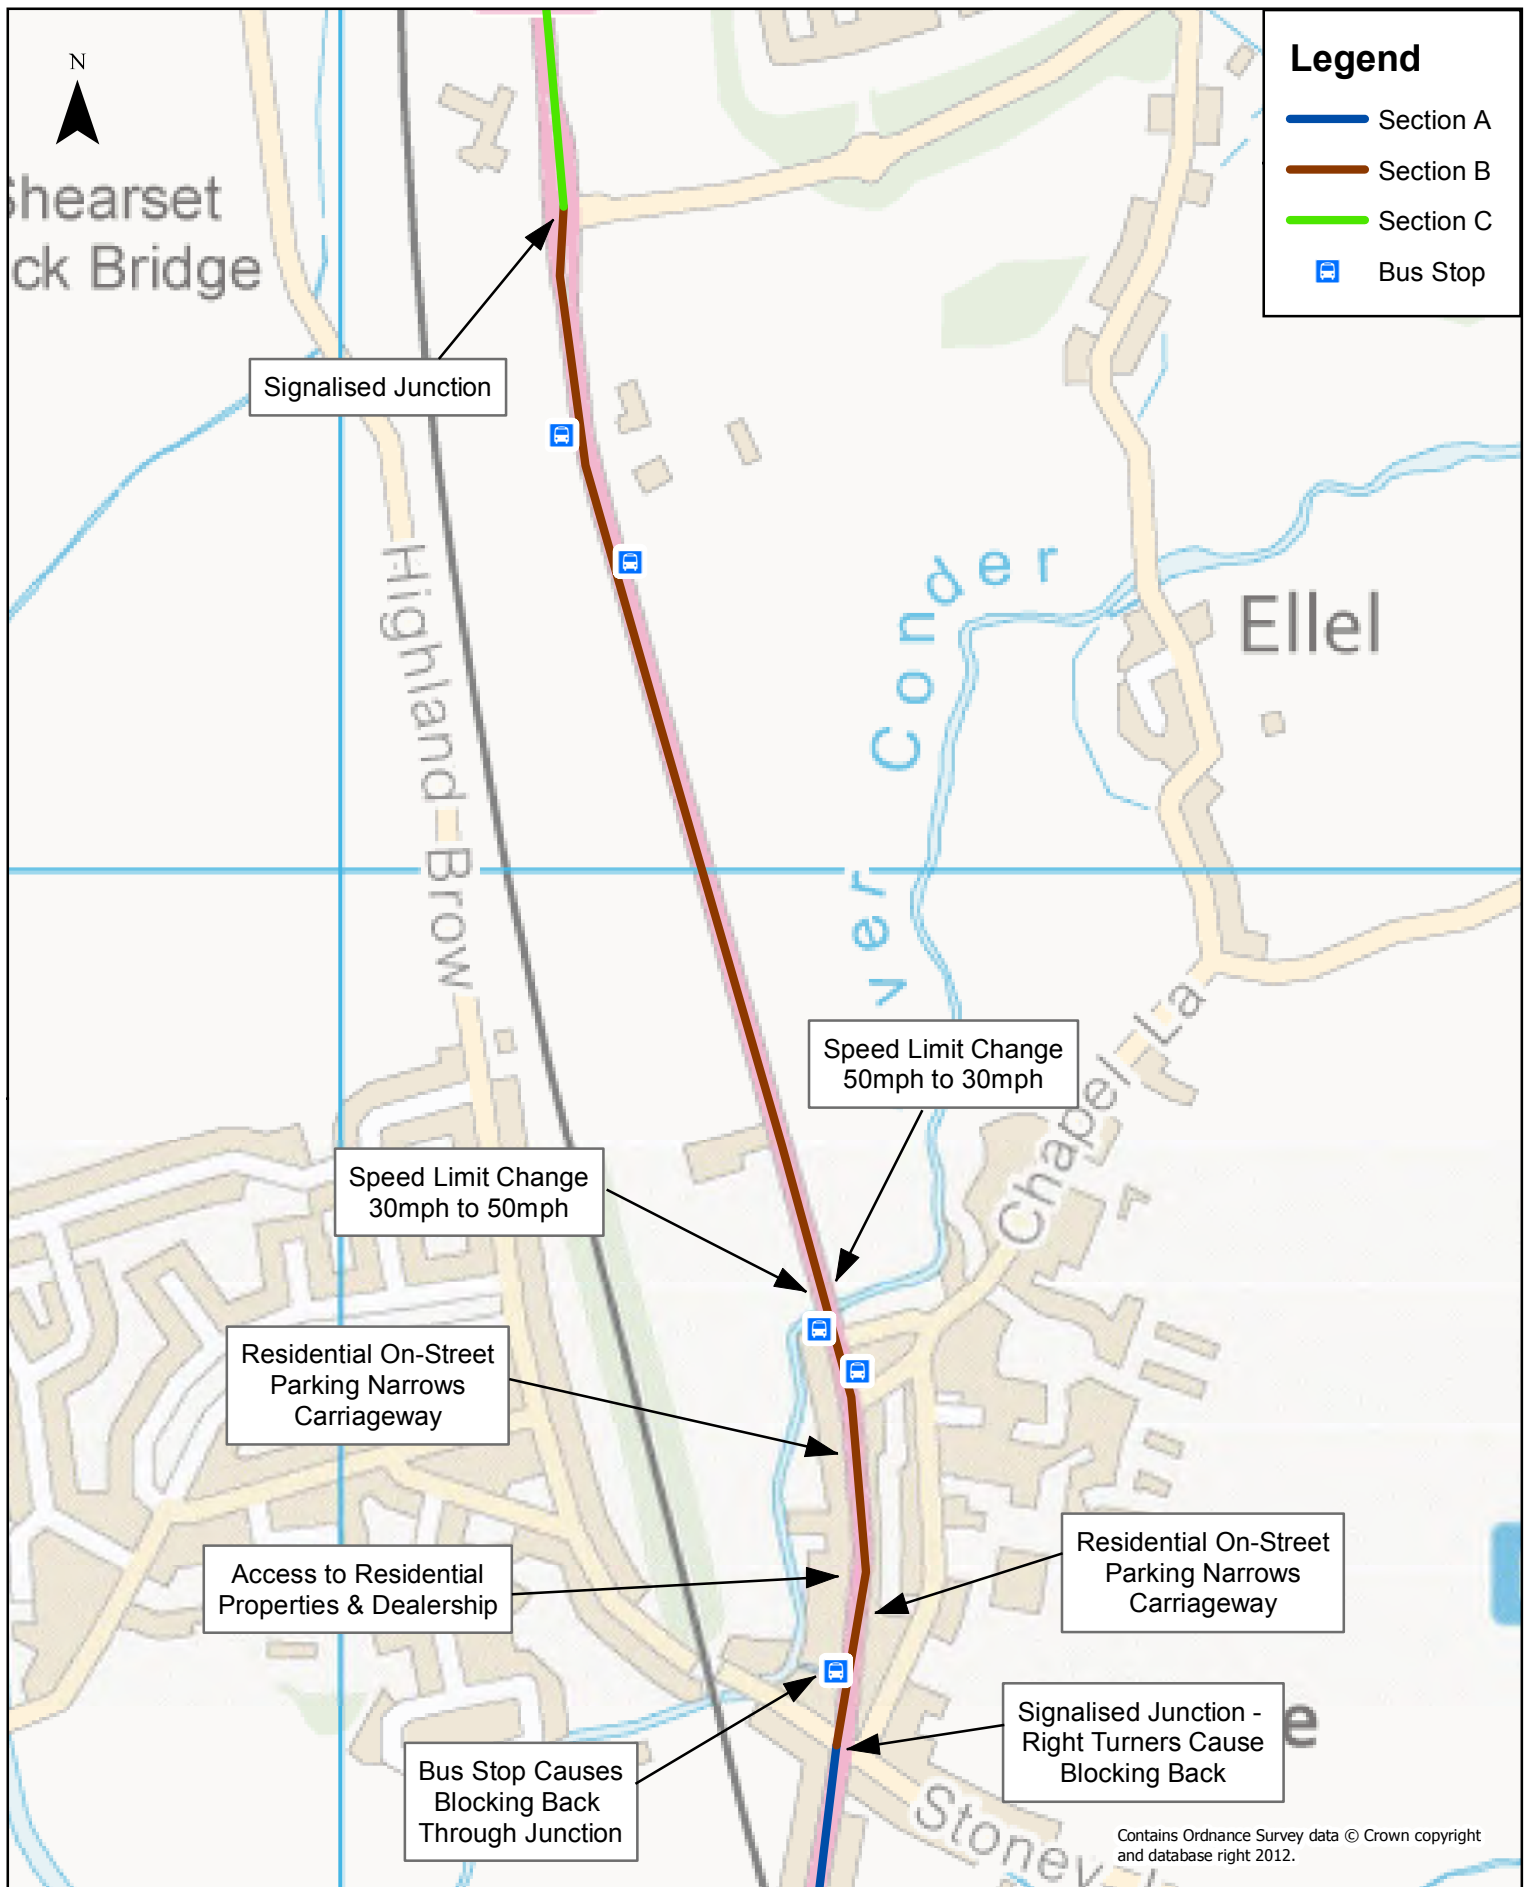 N
Legend
Section A
Section B
Section C
Bus Stop
Shearset
ck Bridge
Signalised Junction
Highland Brow
Conder
ver
Ellel
Chapel La
Speed Limit Change
50mph to 30mph
Speed Limit Change
30mph to 50mph
Residential On-Street
Parking Narrows
Carriageway
Access to Residential
Properties & Dealership
Residential On-Street
Parking Narrows
Carriageway
Signalised Junction -
Right Turners Cause
Blocking Back
e
Bus Stop Causes
Blocking Back
Through Junction
Stoney
Contains Ordnance Survey data © Crown copyright
and database right 2012.